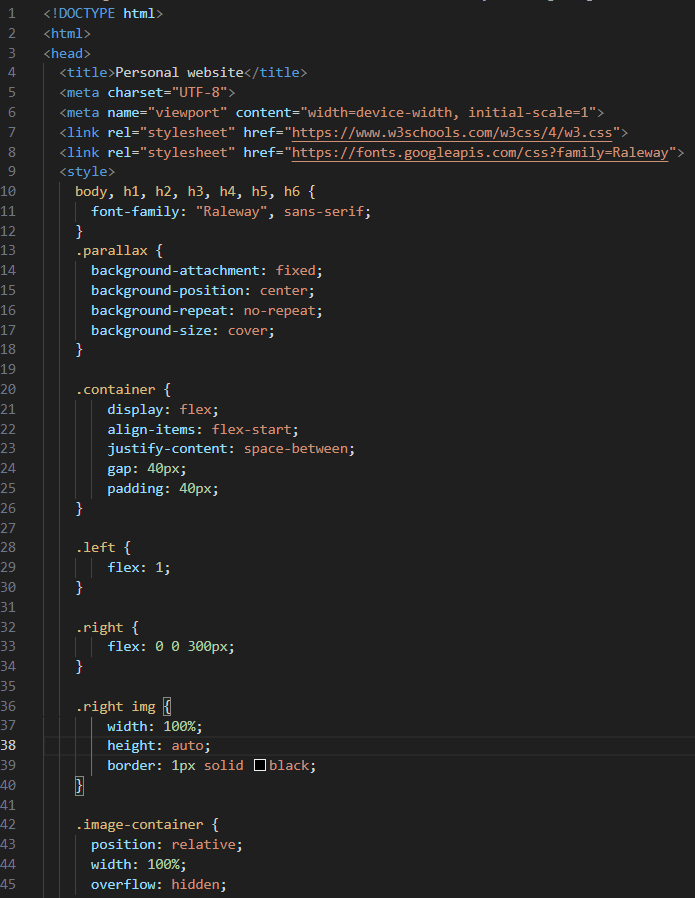 1 <!DOCTYPE html>
2 <html>
3 <head>
4 <title>Personal website</title>
5 <meta charset="UTF-8">
6 <meta name="viewport" content="width=device-width, initial-scale=1">
7 <link rel="stylesheet" href="https://www.w3schools.com/w3css/4/w3.css">
8 <link rel="stylesheet" href="https://fonts.googleapis.com/css?family=Raleway">
9 <style>
10 body, h1, h2, h3, h4, h5, h6 {
11 font-family: "Raleway", sans-serif;
12 }
13 .parallax {
14 background-attachment: fixed;
15 background-position: center;
16 background-repeat: no-repeat;
17 background-size: cover;
18 }
19
20 .container {
21 display: flex;
22 align-items: flex-start;
23 justify-content: space-between;
24 gap: 40px;
25 padding: 40px;
26 }
27
28 .left {
29 flex: 1;
30 }
31
32 .right {
33 flex: 0 0 300px;
34 }
35
36 .right img {
37 width: 100%;
38 height: auto;
39 border: 1px solid black;
40 }
41
42 .image-container {
43 position: relative;
44 width: 100%;
45 overflow: hidden;